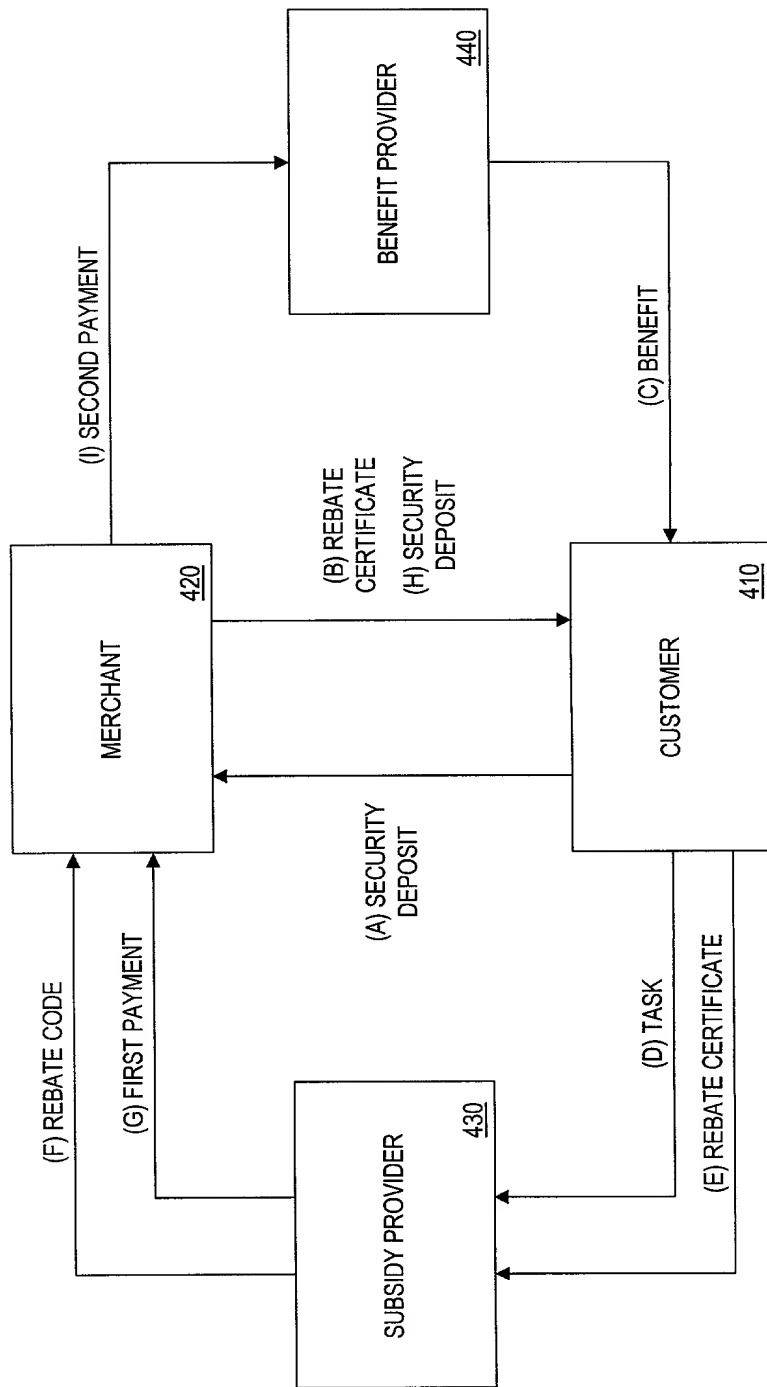 (F) REBATE CODE
(G) FIRST PAYMENT
MERCHANT
420
(I) SECOND PAYMENT
SUBSIDY PROVIDER
430
(A) SECURITY
DEPOSIT
(B) REBATE
CERTIFICATE
(H) SECURITY
DEPOSIT
BENEFIT PROVIDER
440
(D) TASK
(E) REBATE CERTIFICATE
CUSTOMER
410
(C) BENEFIT